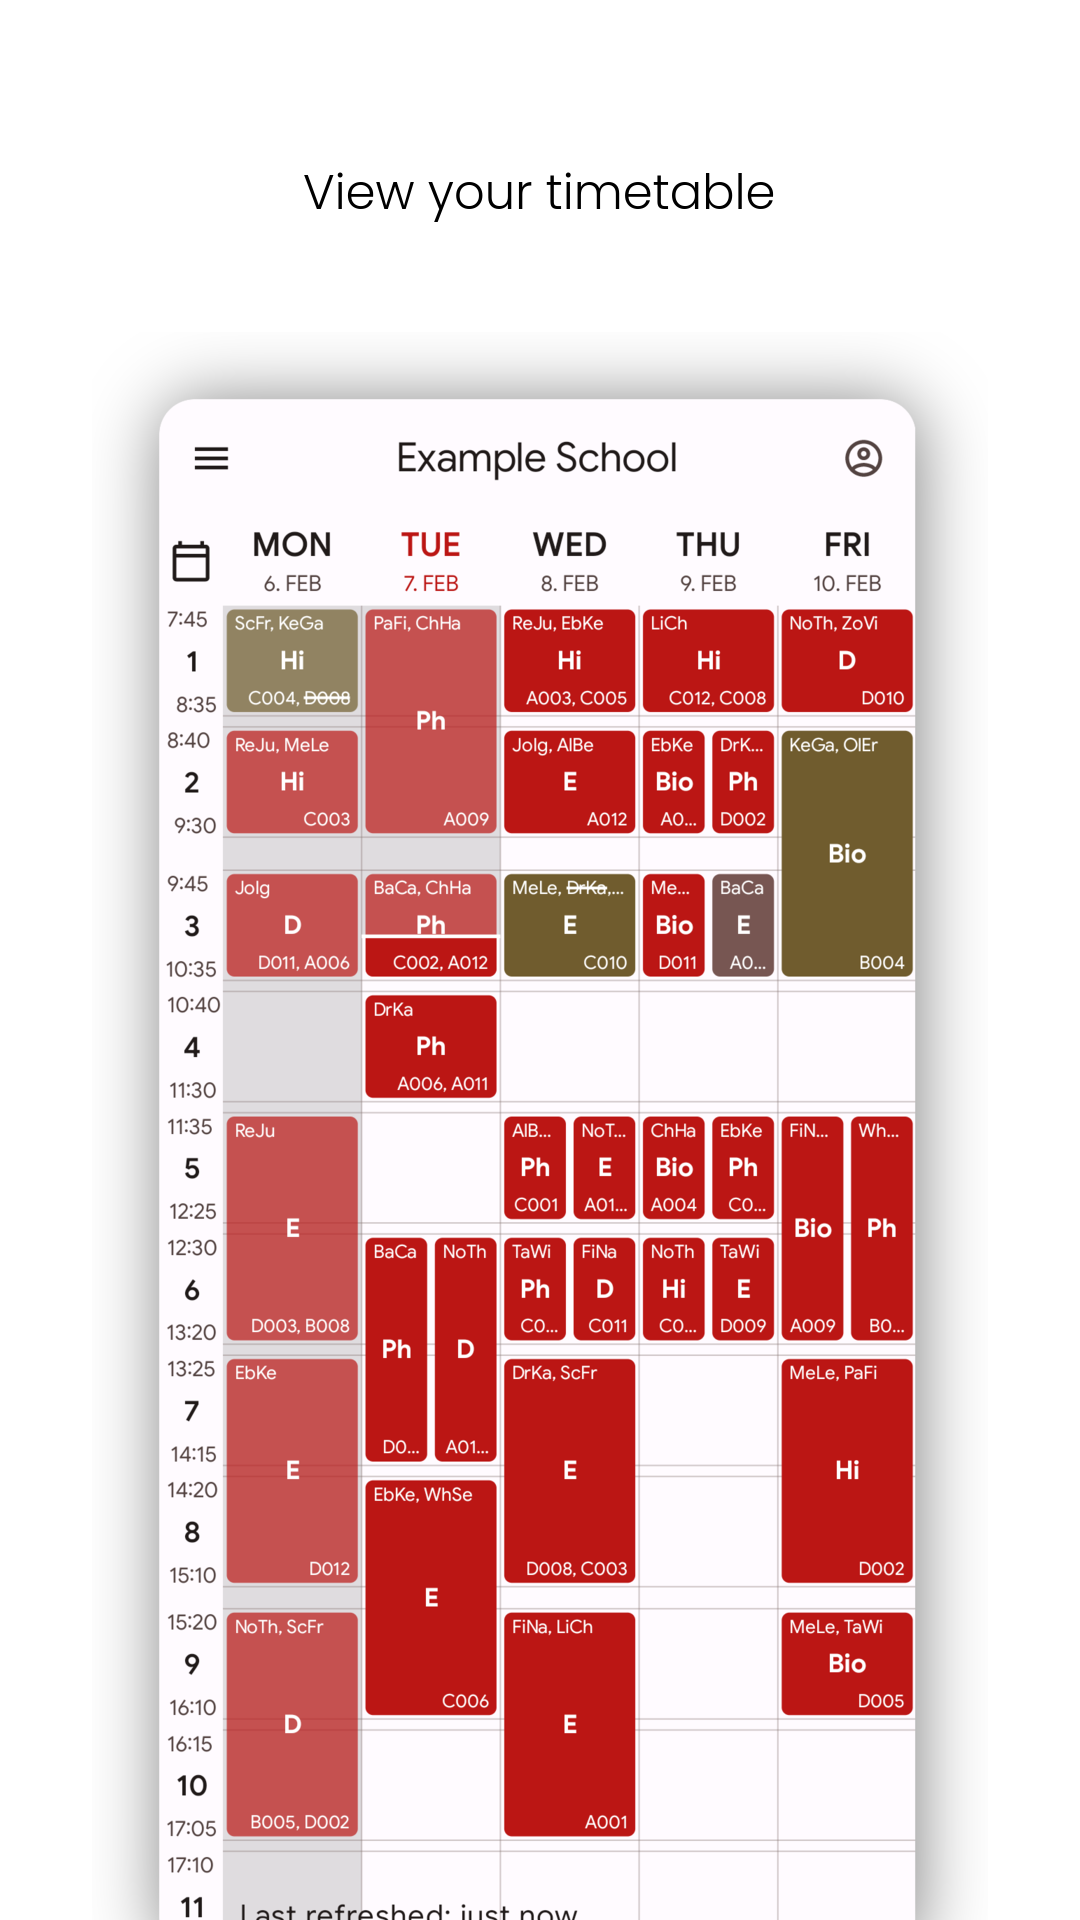 View your timetable
Example School
MON TUE WED THU FRI
6. FEB 7. FEB 8. FEB 9. FEB 10. FEB
7:45
1
8:35
ScFr, KeGa
Hi
C004, D008
PaFi, ChHa
Ph
A009
ReJu, EbKe
Hi
A003, C005
LiCh
Hi
C012, C008
NoTh, ZoVi
D
D010
8:40
2
9:30
ReJu, MeLe
Hi
C003
JoIg, AlBe
E
A012
EbKe
Bio
A0...
DrK...
Ph
D002
KeGa, OlEr
Bio
B004
9:45
3
10:35
JoIg
D
D011, A006
BaCa, ChHa
Ph
C002, A012
MeLe, DrKa,...
E
C010
Me...
Bio
D011
BaCa
E
A0...
10:40
4
11:30
DrKa
Ph
A006, A011
11:35
5
12:25
ReJu
E
D003, B008
AlB...
Ph
C001
NoT...
E
A01...
ChHa
Bio
A004
EbKe
Ph
C0...
FiN...
Bio
A009
Wh...
Ph
B0...
12:30
6
13:20
BaCa
Ph
D0...
NoTh
D
A01...
TaWi
Ph
C0...
FiNa
D
C011
NoTh
Hi
C0...
TaWi
E
D009
13:25
7
14:15
EbKe
E
D012
DrKa, ScFr
E
D008, C003
MeLe, PaFi
Hi
D002
14:20
8
15:10
EbKe, WhSe
E
C006
15:20
9
16:10
NoTh, ScFr
D
B005, D002
FiNa, LiCh
E
A001
MeLe, TaWi
Bio
D005
16:15
10
17:05
17:10
11
Last refreshed: just now